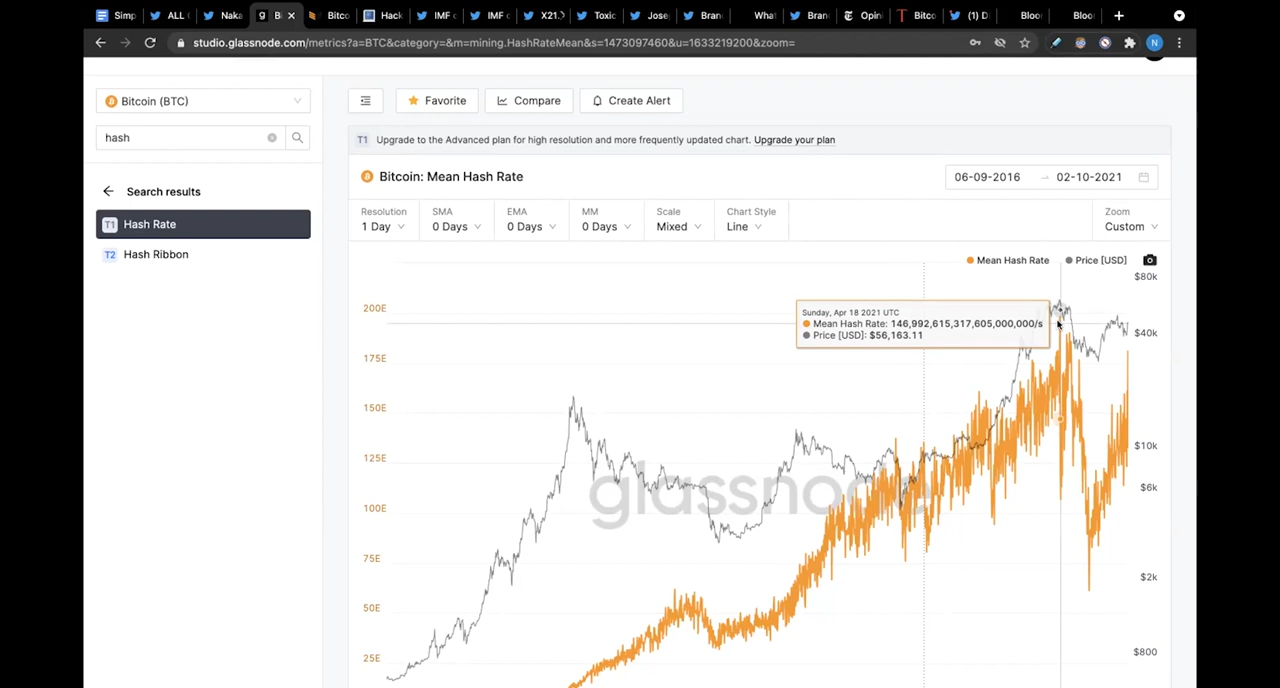 Simp ALL Naka Bi Bitco Hack IMF IMF X21. Toxic Jose Bran What Bran Opini Bitco (1) D Bloo Bloo
studio.glassnode.com/metrics?a=BTC&category=&m=mining.HashRateMean&s=1473097460&u=1633219200&zoom=
N
Bitcoin (BTC)
hash
Search results
T1 Hash Rate
T2 Hash Ribbon
Favorite Compare Create Alert
T1 Upgrade to the Advanced plan for high resolution and more frequently updated chart. Upgrade your plan
Bitcoin: Mean Hash Rate
06-09-2016 → 02-10-2021
Resolution SMA EMA MM Scale Chart Style Zoom
1 Day 0 Days 0 Days 0 Days Mixed Line Custom
Mean Hash Rate Price [USD]
$80k
200E
Sunday, Apr 18 2021 UTC
Mean Hash Rate: 146,992,615,317,605,000,000/s
Price [USD]: $56,163.11
$40k
175E
150E
$10k
125E
$6k
glassnode
100E
75E
$2k
50E
25E
$800